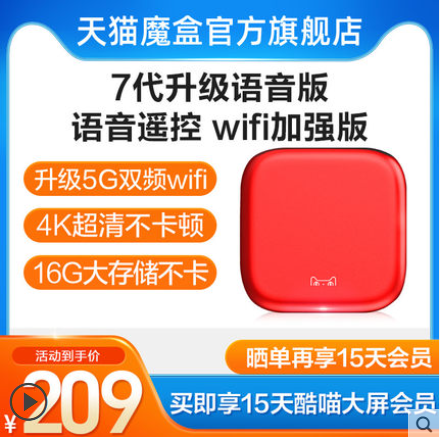 天猫魔盒官方旗舰店
7代升级语音版
语音遥控 wifi加强版
升级5G双频wifi
4K超清不卡顿
16G大存储不卡
活动到手价
¥209
晒单再享15天会员
买即享15天酷喵大屏会员